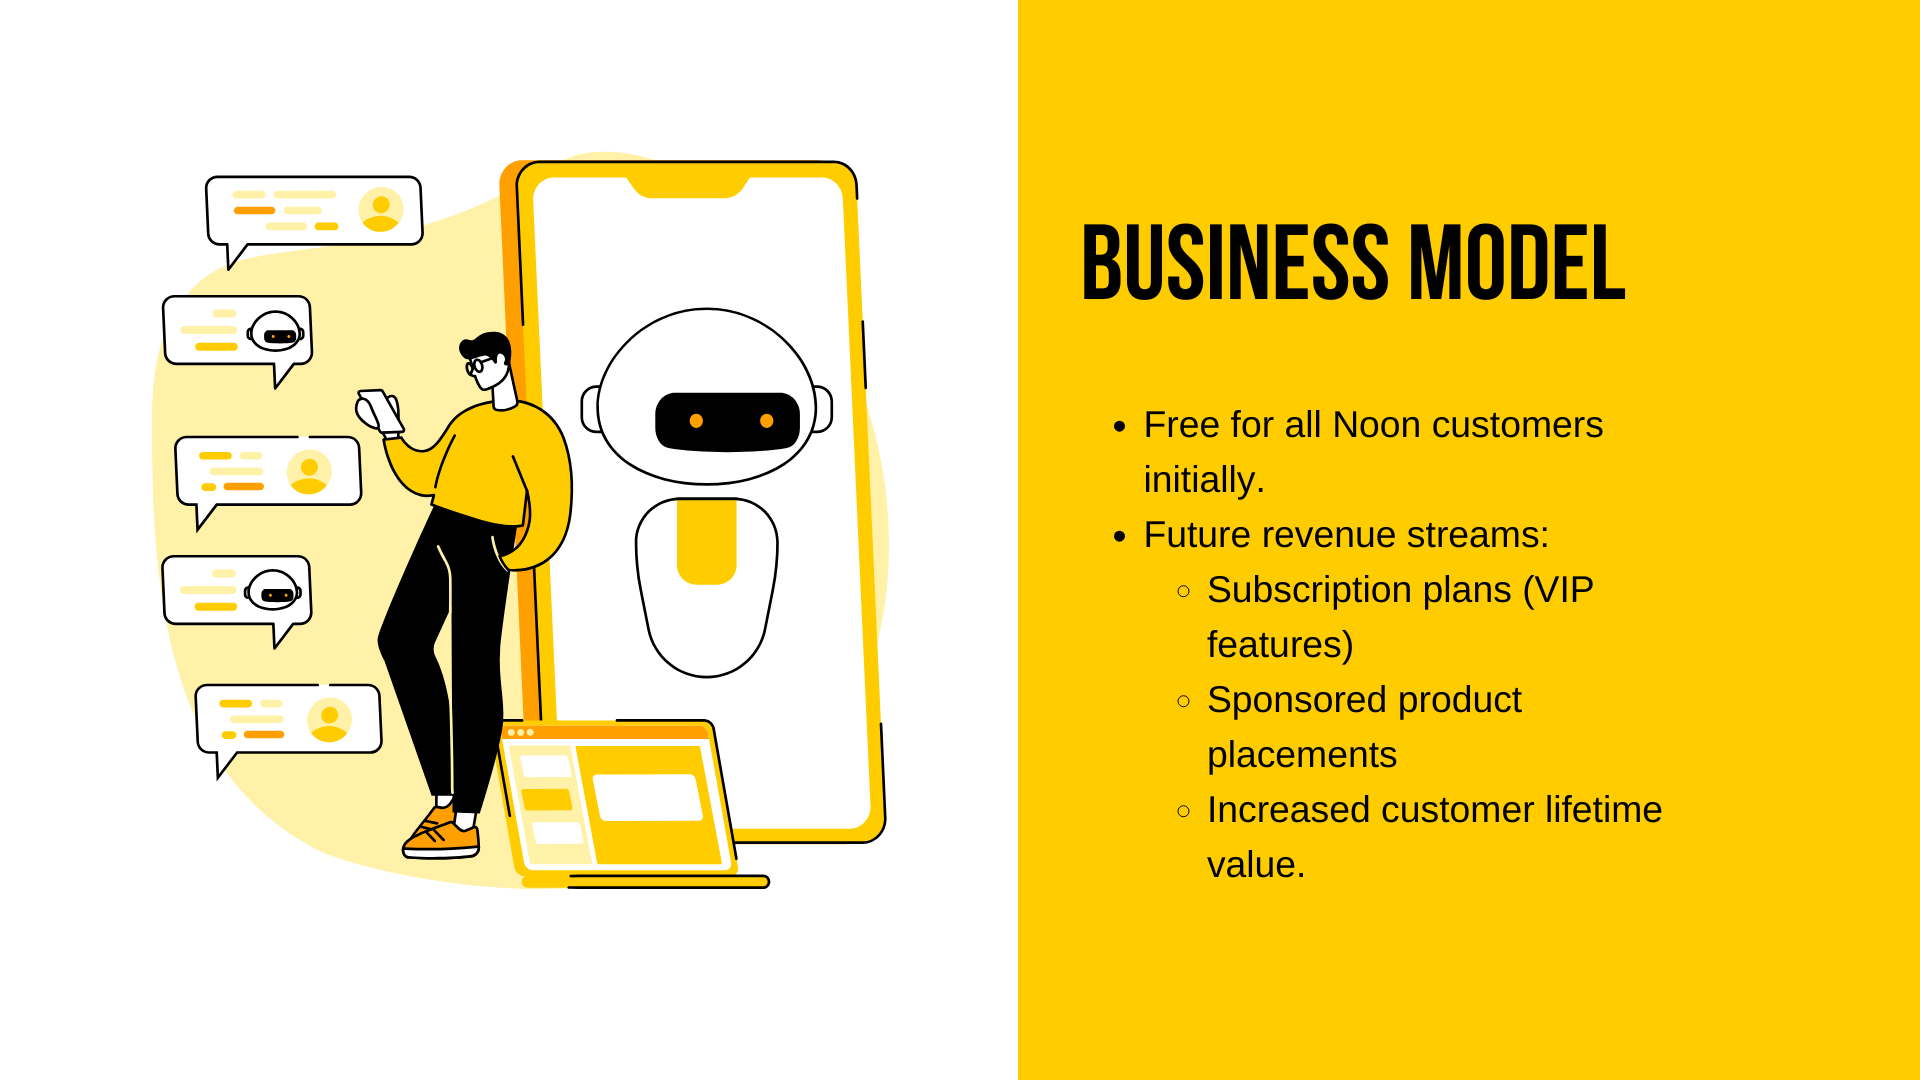 BUSINESS MODEL
• Free for all Noon customers
initially.
• Future revenue streams:
○ Subscription plans (VIP
features)
○ Sponsored product
placements
○ Increased customer lifetime
value.